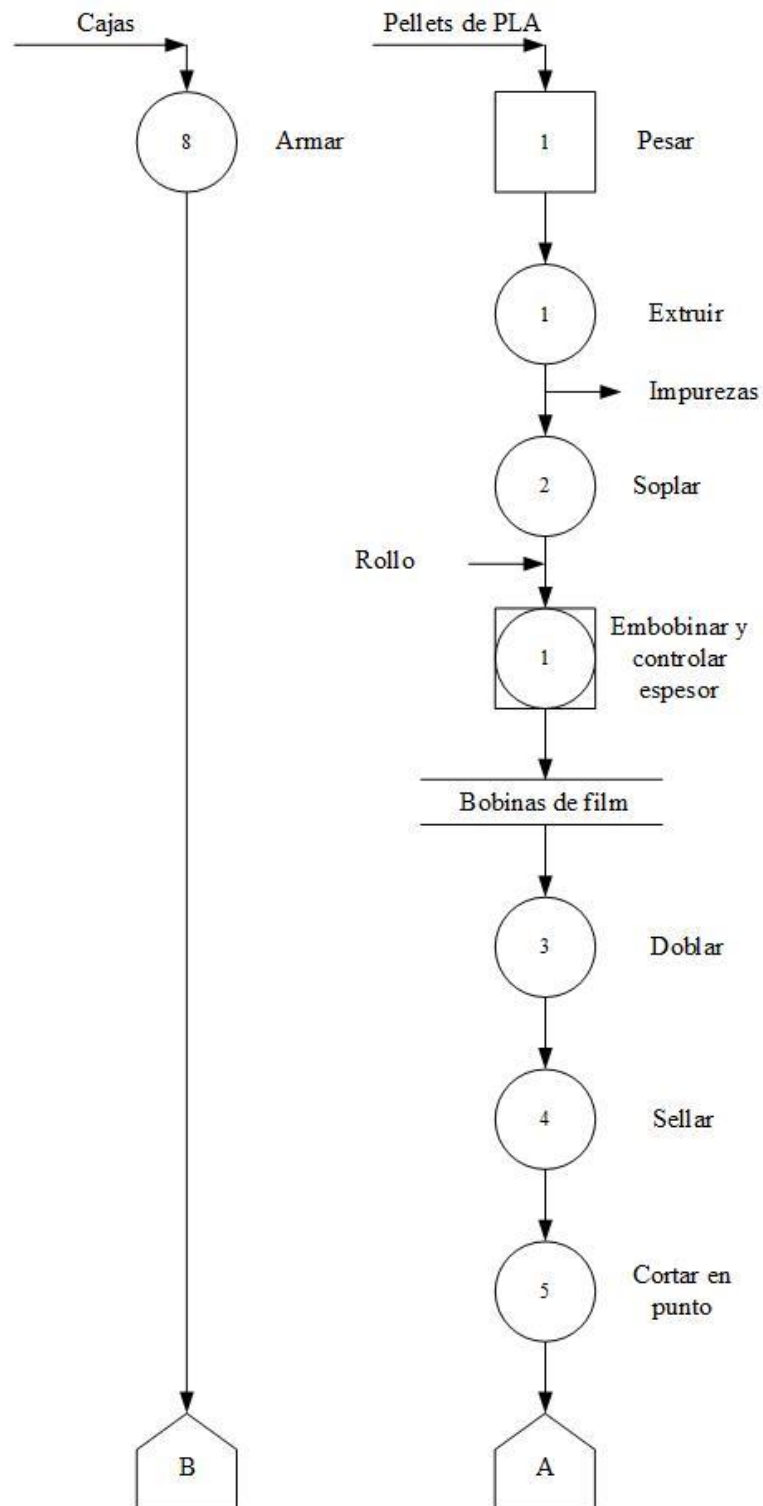 Cajas
Pellets de PLA
8
Armar
1
Pesar
1
Extruir
Impurezas
2
Soplar
Rollo
1
Embobinar y
controlar
espesor
Bobinas de film
3
Doblar
4
Sellar
5
Cortar en
punto
B
A